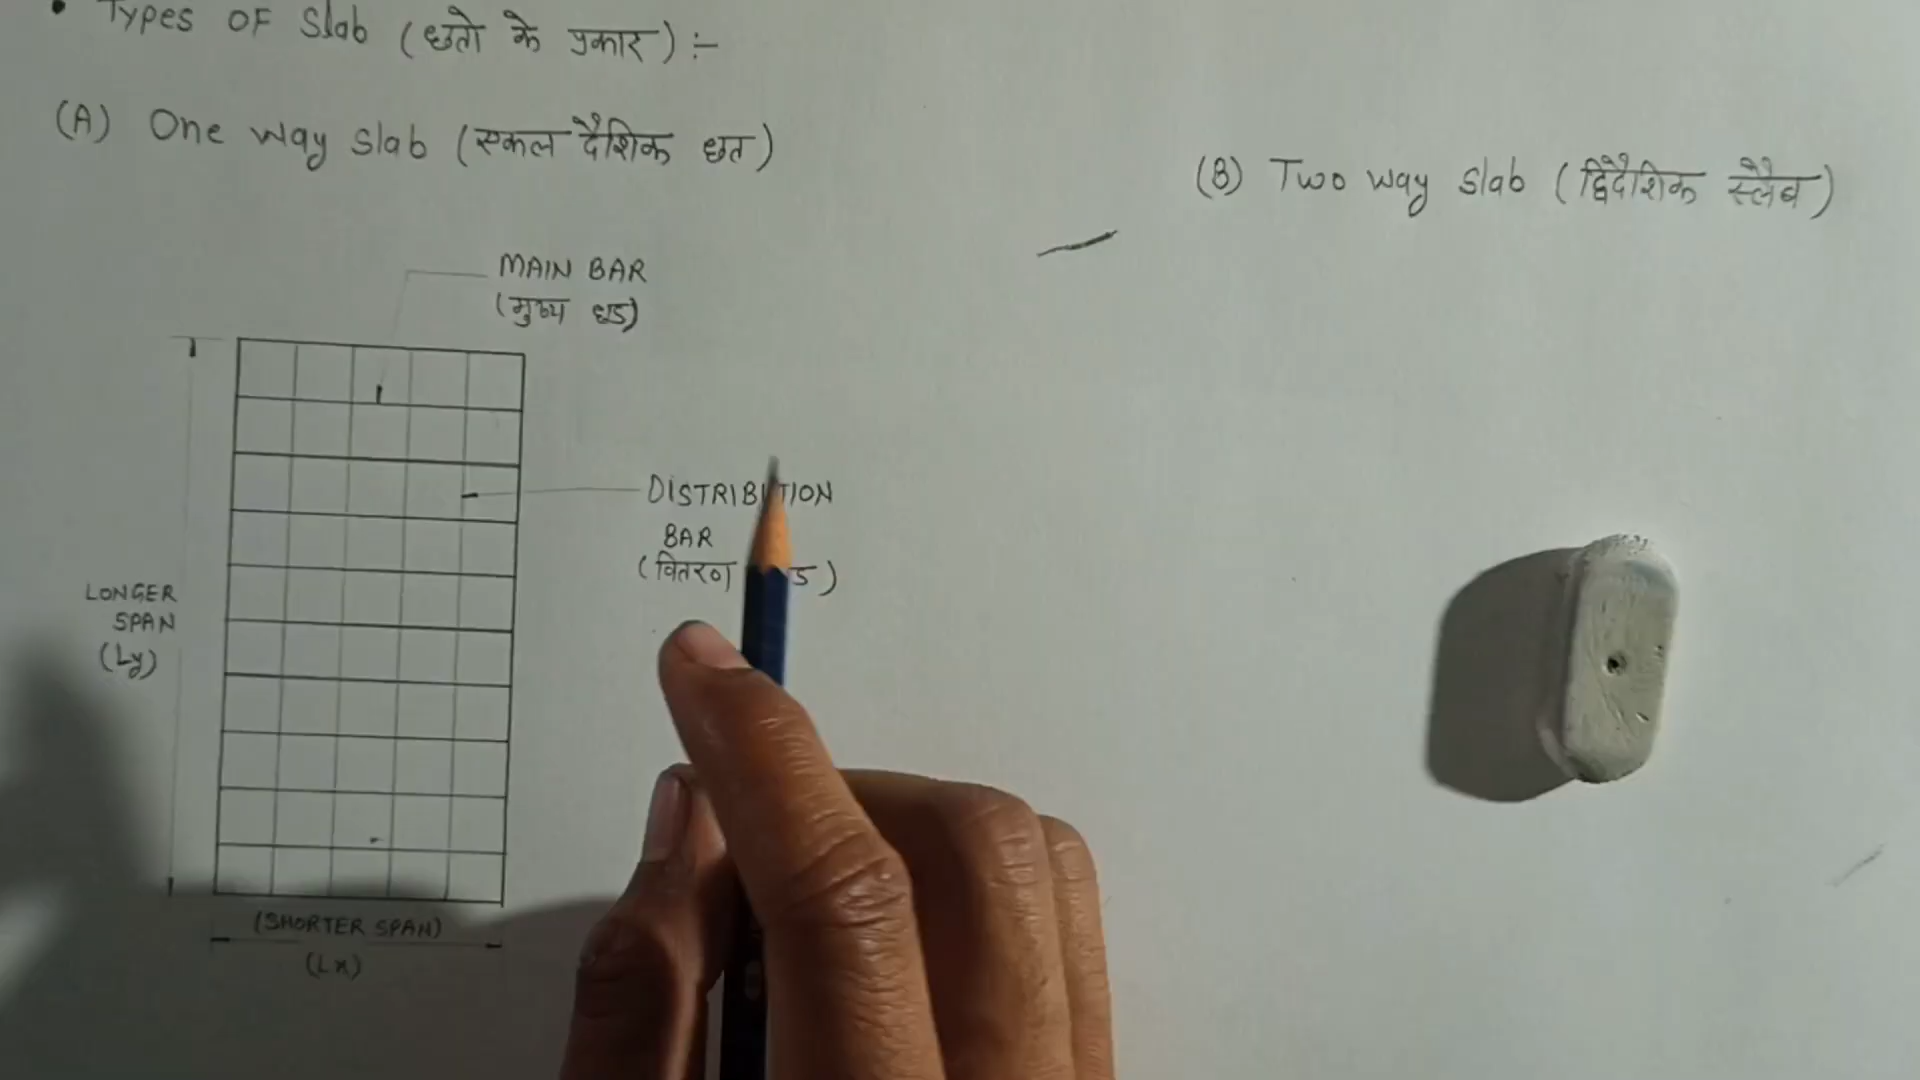 • Types OF Slab (छतो के प्रकार) :-
(A) One way slab (एकल दैशिक छत)
(B) Two way slab (द्विदैशिक स्लैब)
MAIN BAR
(मुख्य छड)
DISTRIBUTION
BAR
(वितरण
LONGER
SPAN
(Ly)
(SHORTER SPAN)
(Lx)